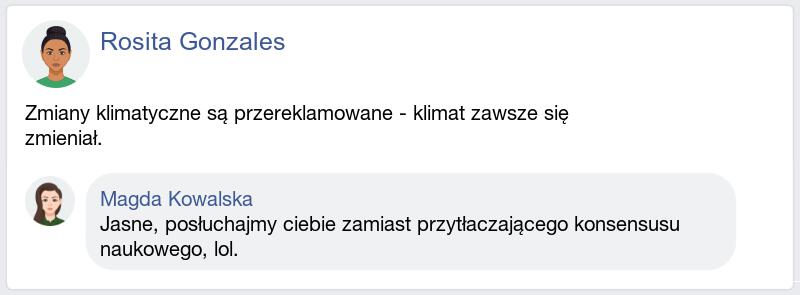 Rosita Gonzales
Zmiany klimatyczne są przereklamowane - klimat zawsze się
zmieniał.
Magda Kowalska
Jasne, posłuchajmy ciebie zamiast przytłaczającego konsensusu
naukowego, lol.